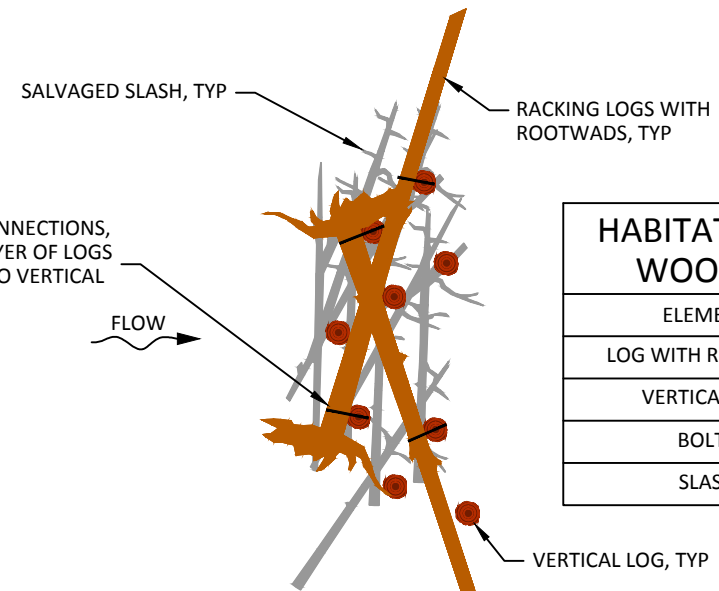 SALVAGED SLASH, TYP
RACKING LOGS WITH
ROOTWADS, TYP
NNECTIONS,
YER OF LOGS
O VERTICAL
FLOW
HABITAT
WOO
ELEME
LOG WITH R
VERTICA
BOLT
SLAS
VERTICAL LOG, TYP